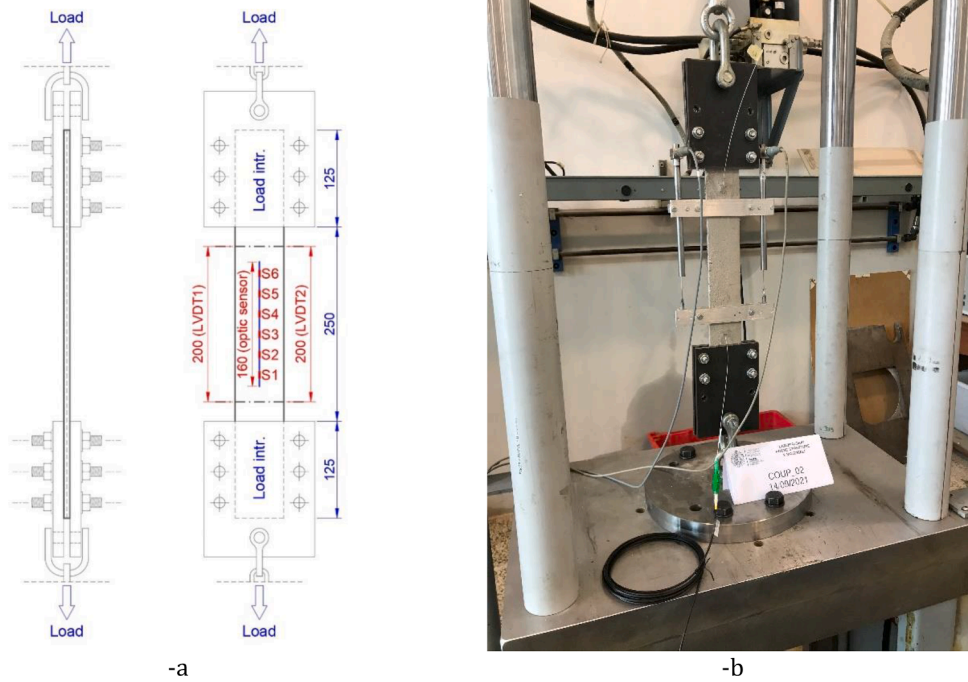 Load
Load
Load intr.
125
200 (LVDT1)
160 (optic sensor)
S6
S5
S4
S3
S2
S1
200 (LVDT2)
250
Load intr.
125
Load
Load
COUP_02
14/09/2021
-a
-b